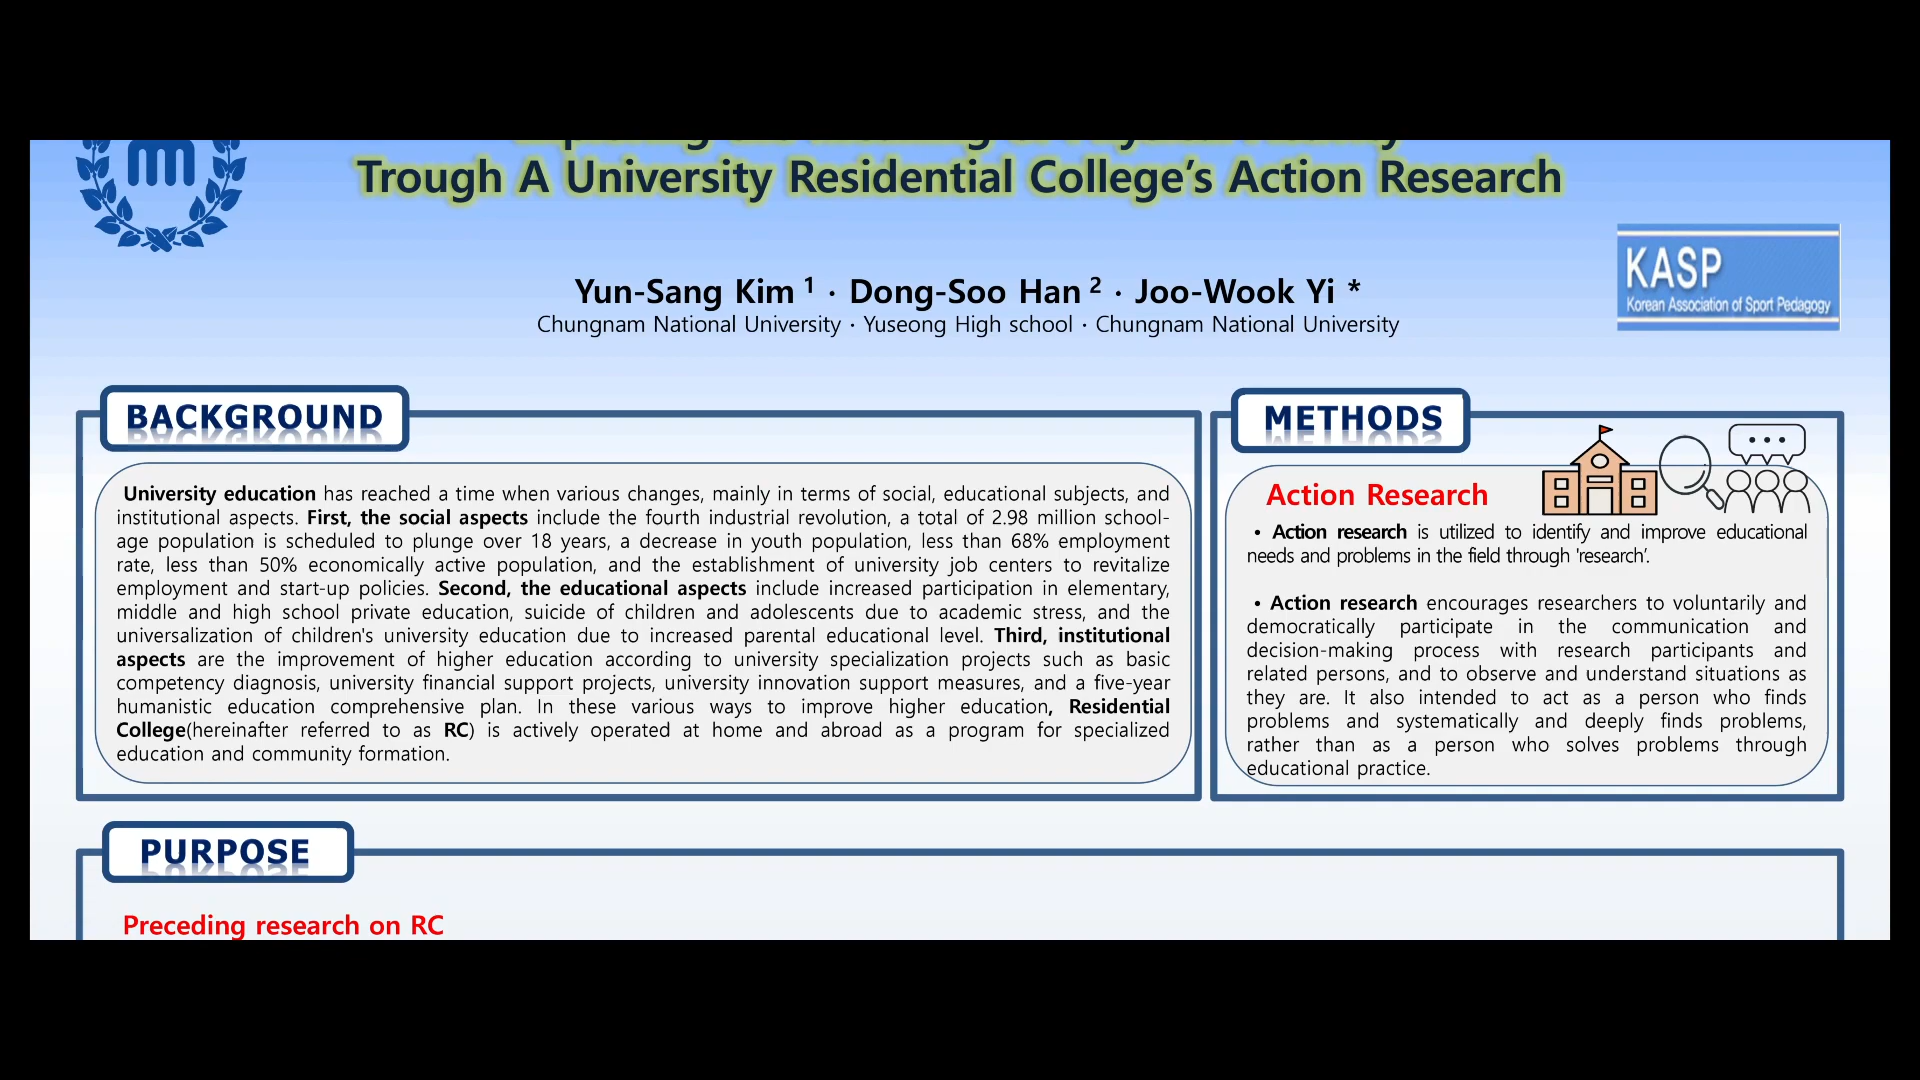 Trough A University Residential College's Action Research
KASP
Korean Association of Sport Pedagogy
Yun-Sang Kim 1 · Dong-Soo Han 2 · Joo-Wook Yi *
Chungnam National University · Yuseong High school · Chungnam National University
BACKGROUND
University education has reached a time when various changes, mainly in terms of social, educational subjects, and
institutional aspects. First, the social aspects include the fourth industrial revolution, a total of 2.98 million school-
age population is scheduled to plunge over 18 years, a decrease in youth population, less than 68% employment
rate, less than 50% economically active population, and the establishment of university job centers to revitalize
employment and start-up policies. Second, the educational aspects include increased participation in elementary,
middle and high school private education, suicide of children and adolescents due to academic stress, and the
universalization of children's university education due to increased parental educational level. Third, institutional
aspects are the improvement of higher education according to university specialization projects such as basic
competency diagnosis, university financial support projects, university innovation support measures, and a five-year
humanistic education comprehensive plan. In these various ways to improve higher education, Residential
College(hereinafter referred to as RC) is actively operated at home and abroad as a program for specialized
education and community formation.
METHODS
Action Research
• Action research is utilized to identify and improve educational
needs and problems in the field through 'research’.
• Action research encourages researchers to voluntarily and
democratically participate in the communication and
decision-making process with research participants and
related persons, and to observe and understand situations as
they are. It also intended to act as a person who finds
problems and systematically and deeply finds problems,
rather than as a person who solves problems through
educational practice.
PURPOSE
Preceding research on RC